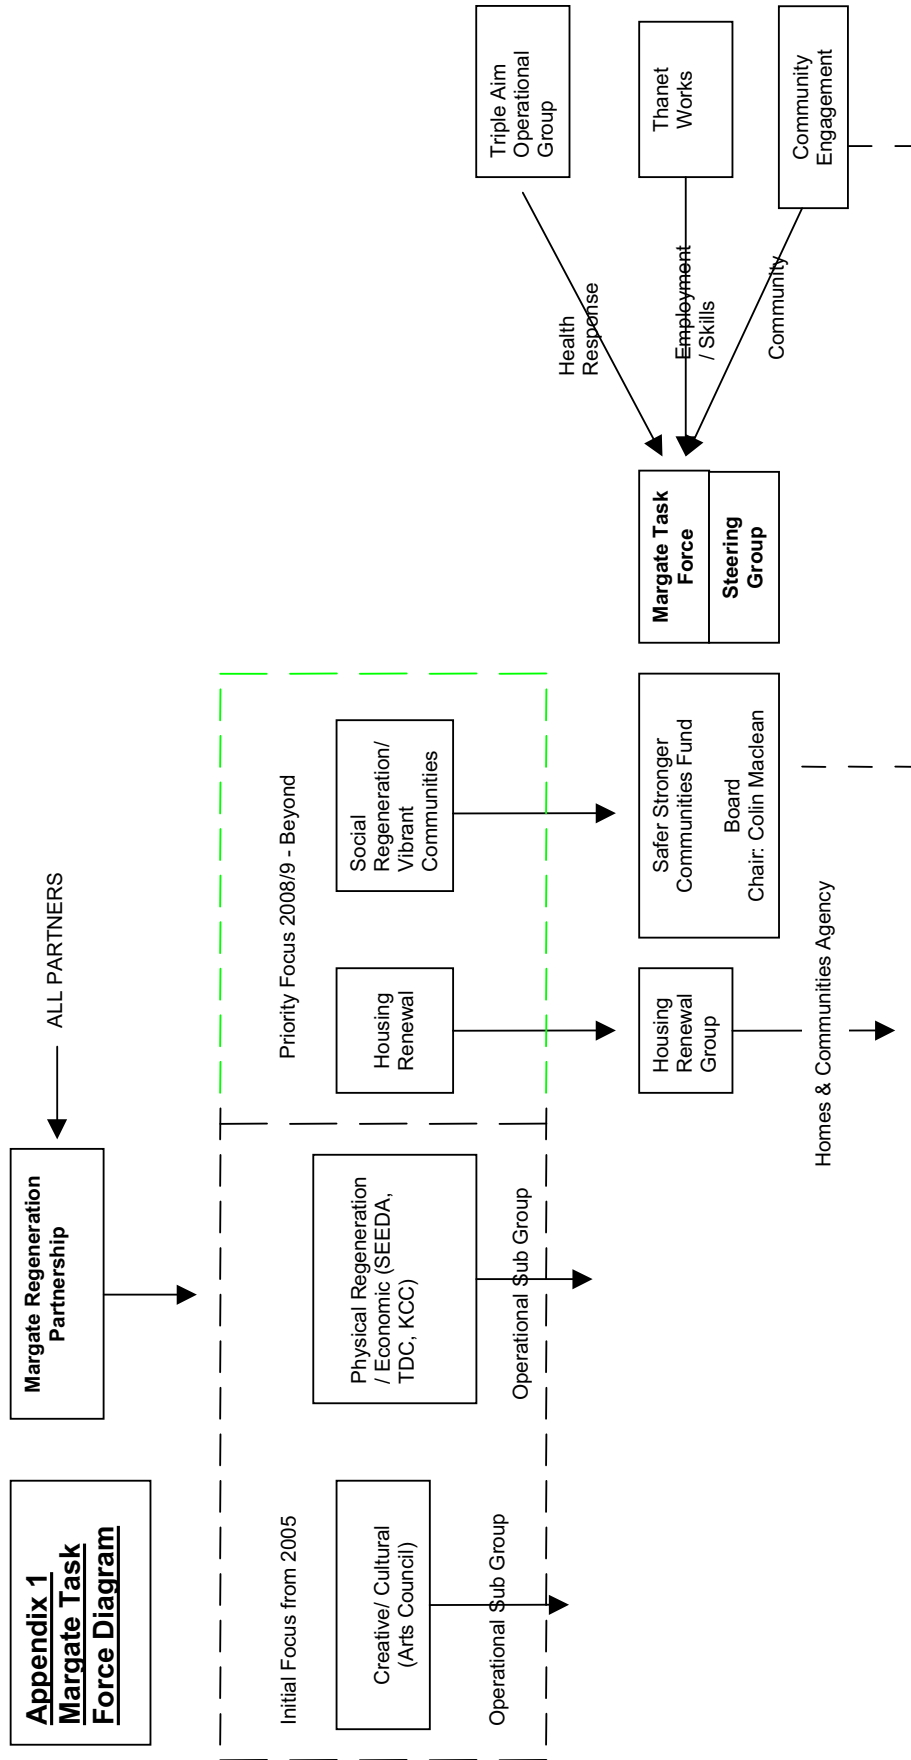 Appendix 1
Margate Task
Force Diagram
Margate Regeneration
Partnership
ALL PARTNERS
Initial Focus from 2005
Priority Focus 2008/9 - Beyond
Creative/ Cultural
(Arts Council)
Physical Regeneration
/ Economic (SEEDA,
TDC, KCC)
Housing
Renewal
Social
Regeneration/
Vibrant
Communities
Operational Sub Group
Operational Sub Group
Housing
Renewal
Group
Safer Stronger
Communities Fund
Board
Chair: Colin Maclean
Margate Task
Force
Steering
Group
Health
Response
Employment
/ Skills
Community
Triple Aim
Operational
Group
Thanet
Works
Community
Engagement
Homes & Communities Agency